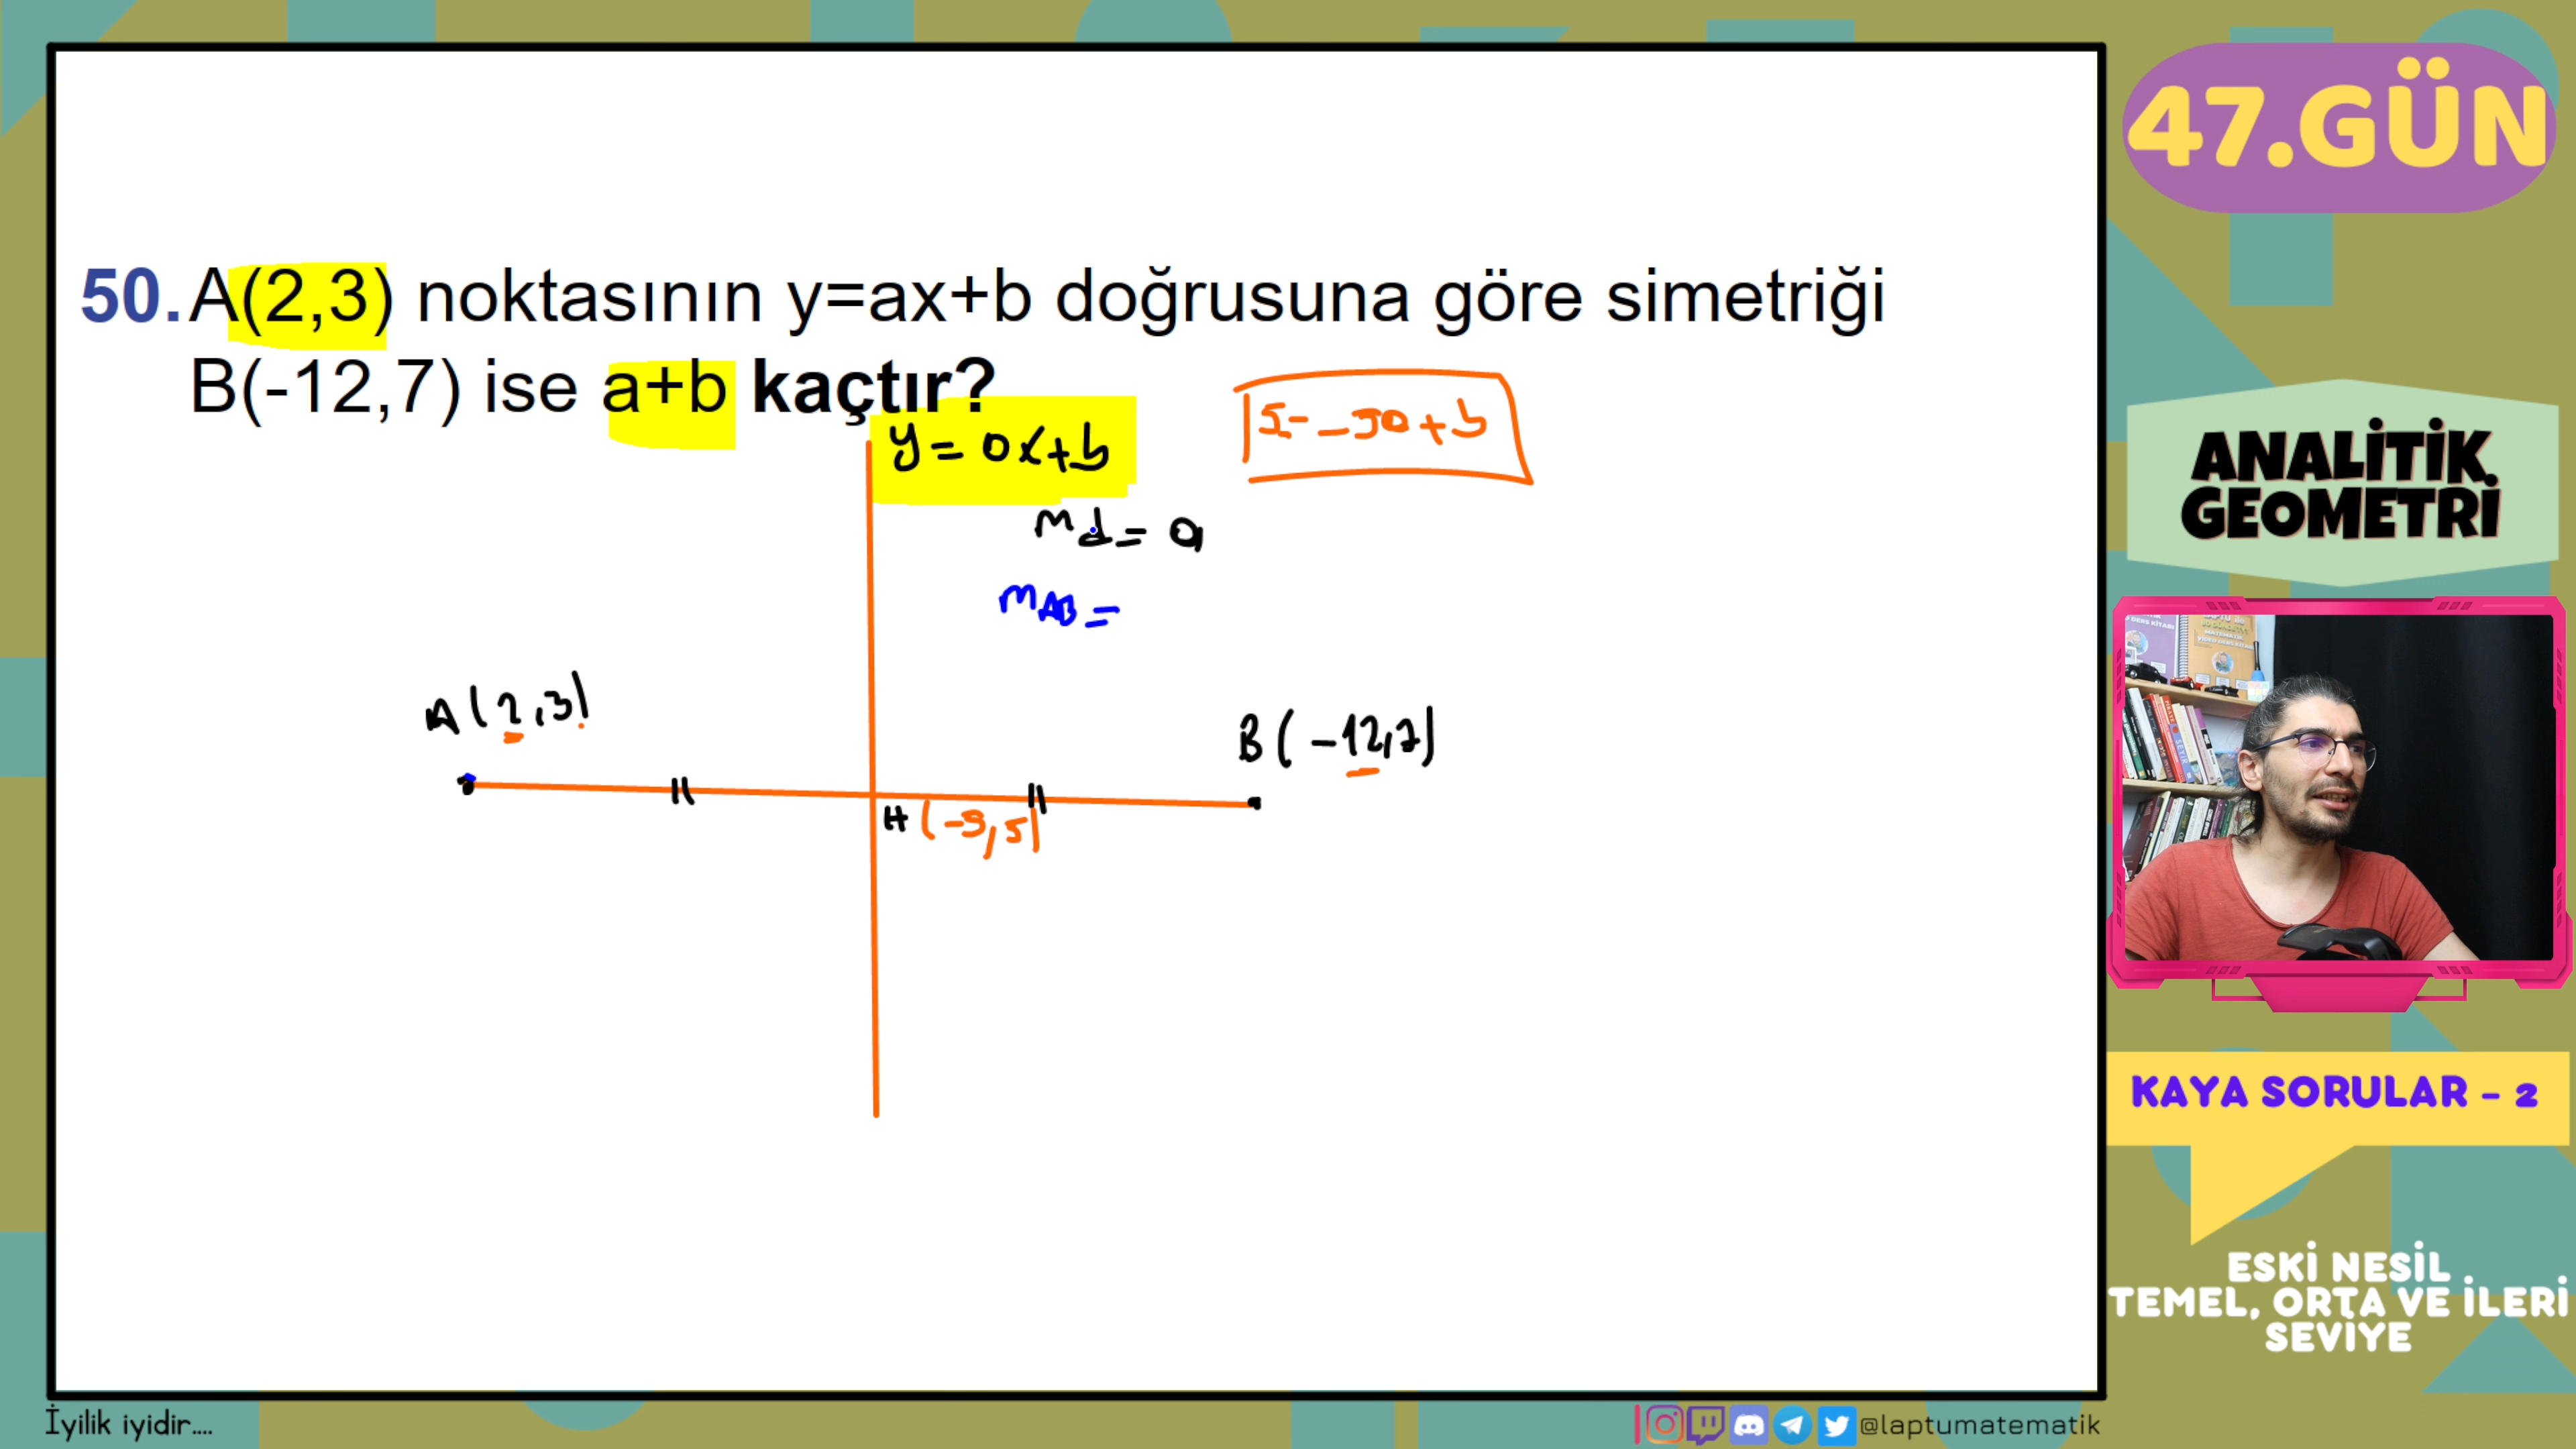 47.GÜN
50. A(2,3) noktasının y=ax+b doğrusuna göre simetriği
B(-12,7) ise a+b kaçtır?
y = ax+b
5 = -5a + b
md = a
mAB =
A(2,3)
B(-12,7)
H(-5,5)
ANALİTİK
GEOMETRİ
KAYA SORULAR - 2
ESKİ NESİL
TEMEL, ORTA VE İLERİ
SEVİYE
İyilik iyidir....
@laptumatematik